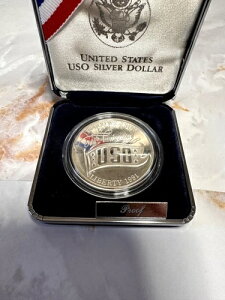 UNITED STATES
USO SILVER DOLLAR
USO
LIBERTY 1991
Proof